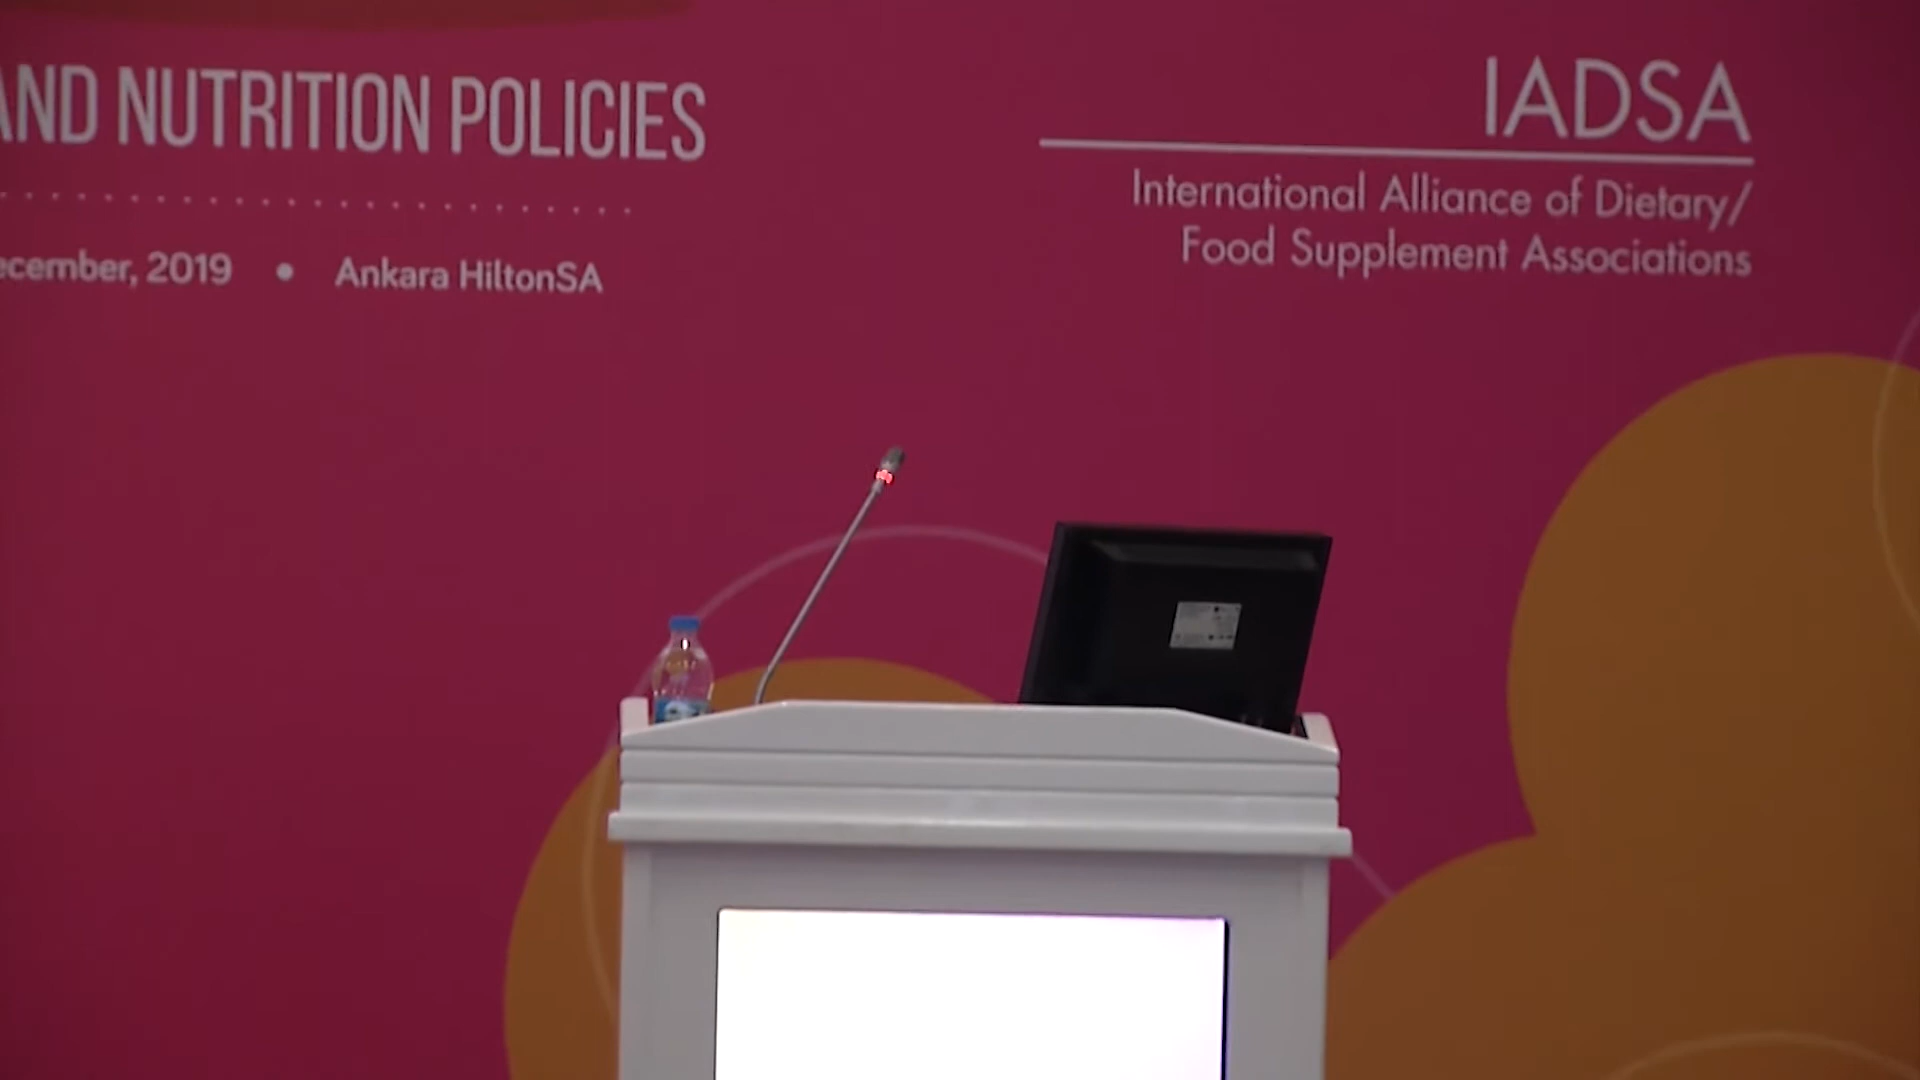 AND NUTRITION POLICIES
ecember, 2019 • Ankara HiltonSA
IADSA
International Alliance of Dietary/
Food Supplement Associations